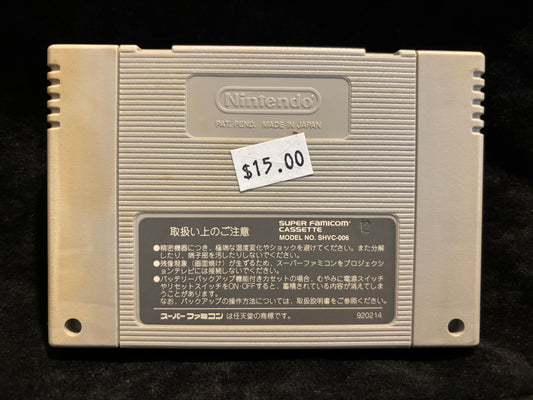 Nintendo
PAT. PEND. MADE IN JAPAN
$15.00
取扱い上のご注意
SUPER FAMICOM
CASSETTE
MODEL NO. SHVC-006
●精密機器につき、極端な温度変化やショックを避けてください。また分解
したり、端子部を汚したりしないでください。
●残像現象（画面焼け）が生ずるため、スーパーファミコンをプロジェクショ
ンテレビには接続しないでください。
●バッテリーバックアップ機能付きカセットの場合、むやみに電源スイッチ
やリセットスイッチをON・OFFすると、蓄積されている内容が消えてしま
うことがあります。
なお、バックアップの操作方法については、取扱説明書をご参照ください。
スーパーファミコンは任天堂の商標です。
920214